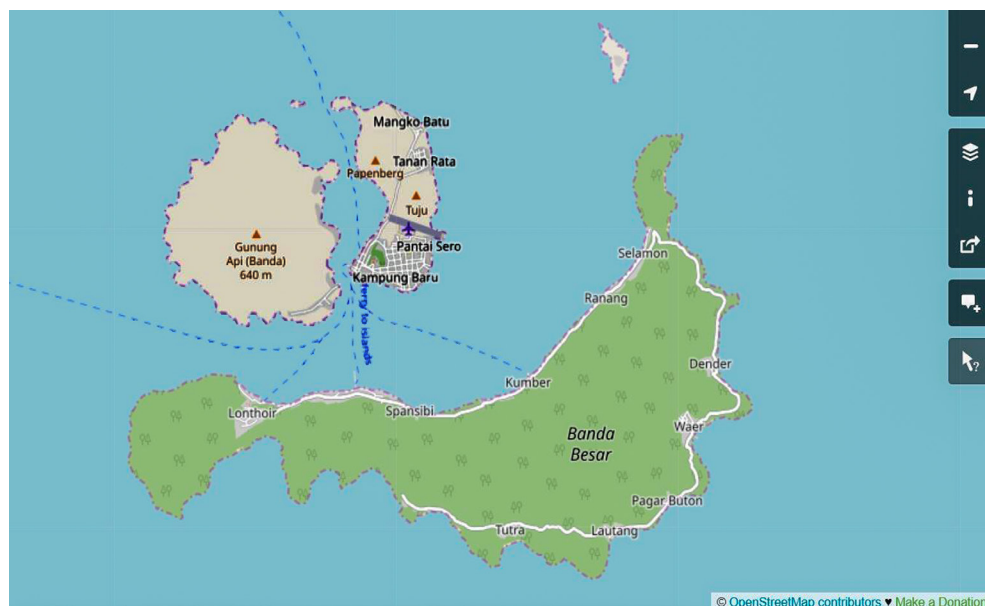 Mangko Batu
Tanan Rata
Papenberg
Tuju
Gunung
Api (Banda)
640 m
Pantai Sero
Kampung Baru
ferry to islands
Selamon
Ranang
Dender
Kumber
Lonthoir
Spansibi
Banda
Besar
Waer
Pagar Buton
Tutra
Lautang
© OpenStreetMap contributors ♥ Make a Donation